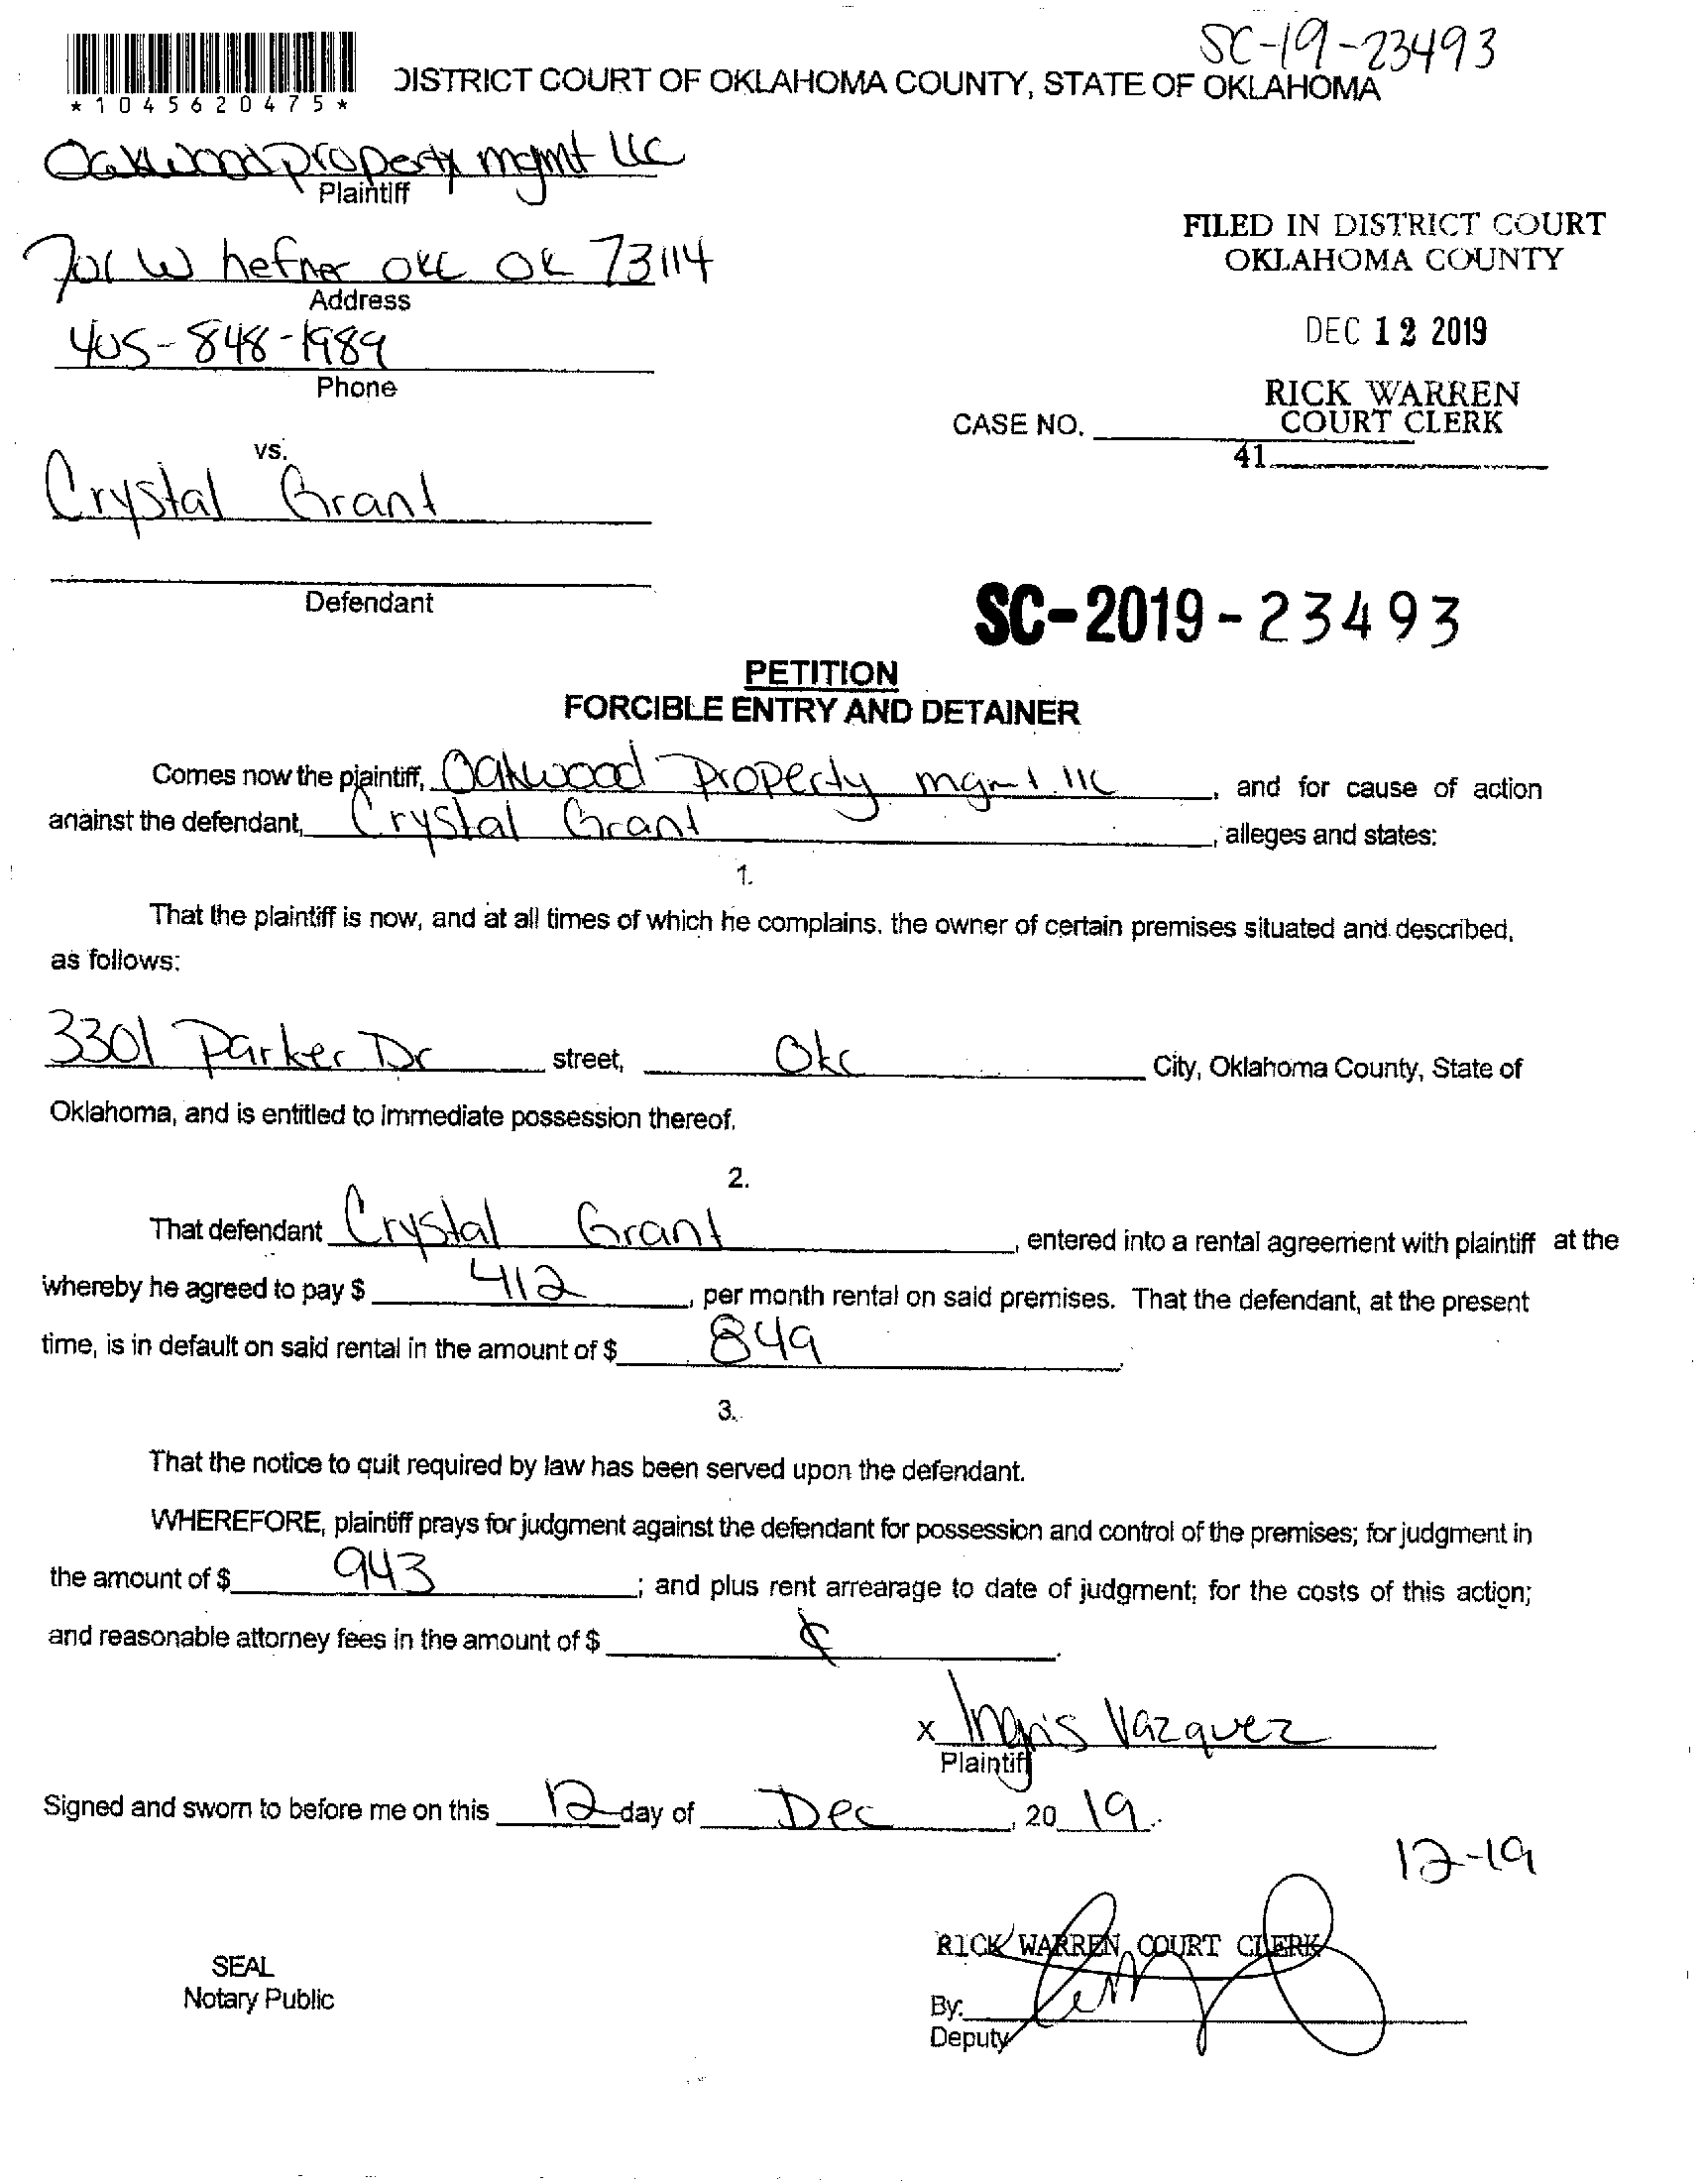 SC-19-23493
*1045620475*
DISTRICT COURT OF OKLAHOMA COUNTY, STATE OF OKLAHOMA
Oakwood property mgmt llc
Plaintiff
701 W hefner OKC OK 73114
Address
405-848-1989
Phone
FILED IN DISTRICT COURT
OKLAHOMA COUNTY
DEC 12 2019
RICK WARREN
COURT CLERK
CASE NO.
41
vs.
Crystal Grant
Defendant
SC-2019-23493
PETITION
FORCIBLE ENTRY AND DETAINER
Comes now the plaintiff, Oakwood Property mgmt. llc, and for cause of action
against the defendant, Crystal Grant, alleges and states:
1.
That the plaintiff is now, and at all times of which he complains, the owner of certain premises situated and described,
as follows:
3301 Parker Dr street, Okc City, Oklahoma County, State of
Oklahoma, and is entitled to immediate possession thereof.
2.
That defendant Crystal Grant, entered into a rental agreement with plaintiff at the
whereby he agreed to pay $ 412, per month rental on said premises. That the defendant, at the present
time, is in default on said rental in the amount of $ 849.
3.
That the notice to quit required by law has been served upon the defendant.
WHEREFORE, plaintiff prays for judgment against the defendant for possession and control of the premises; for judgment in
the amount of $ 943; and plus rent arrearage to date of judgment; for the costs of this action;
and reasonable attorney fees in the amount of $
x Ingris Vazquez
Plaintiff
Signed and sworn to before me on this 12 day of Dec, 20 19.
12-19
RICK WARREN, COURT CLERK
SEAL
Notary Public
By:
Deputy